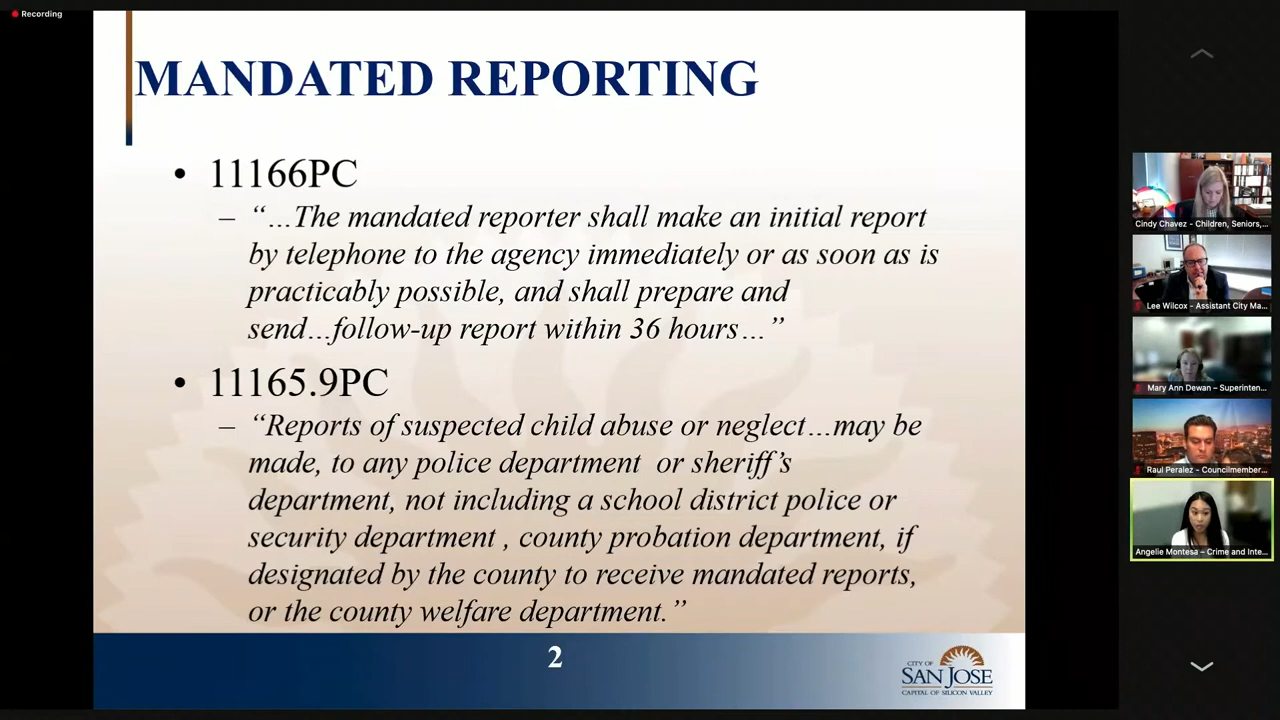 Recording
MANDATED REPORTING
• 11166PC
– “…The mandated reporter shall make an initial report
by telephone to the agency immediately or as soon as is
practicably possible, and shall prepare and
send…follow-up report within 36 hours…”
• 11165.9PC
– “Reports of suspected child abuse or neglect…may be
made, to any police department or sheriff’s
department, not including a school district police or
security department , county probation department, if
designated by the county to receive mandated reports,
or the county welfare department.”
2
CITY OF
SAN JOSE
CAPITAL OF SILICON VALLEY
Cindy Chavez - Children, Seniors,...
Lee Wilcox - Assistant City Ma...
Mary Ann Dewan – Superinten...
Raul Peralez - Councilmember...
Angelie Montesa – Crime and Inte...